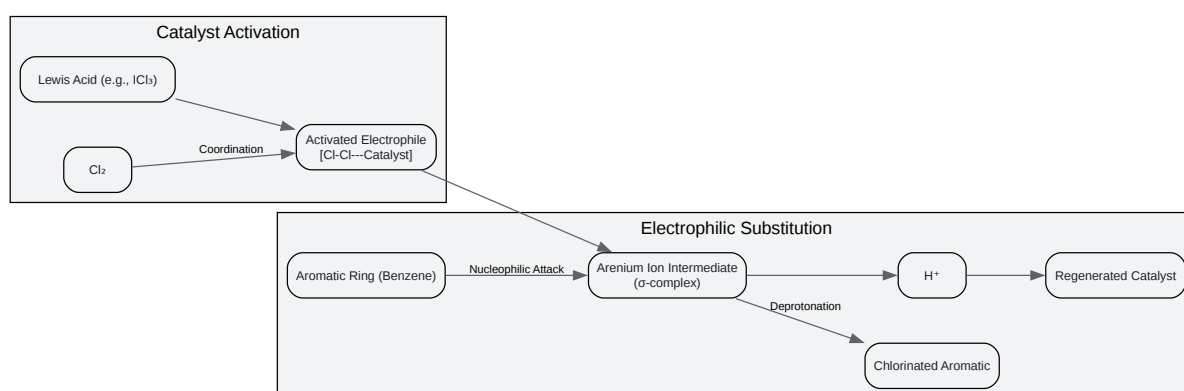 Catalyst Activation
Lewis Acid (e.g., ICl₃)
Cl₂
Coordination
Activated Electrophile
[Cl-Cl---Catalyst]
Electrophilic Substitution
Aromatic Ring (Benzene)
Nucleophilic Attack
Arenium Ion Intermediate
(σ-complex)
H⁺
Regenerated Catalyst
Deprotonation
Chlorinated Aromatic